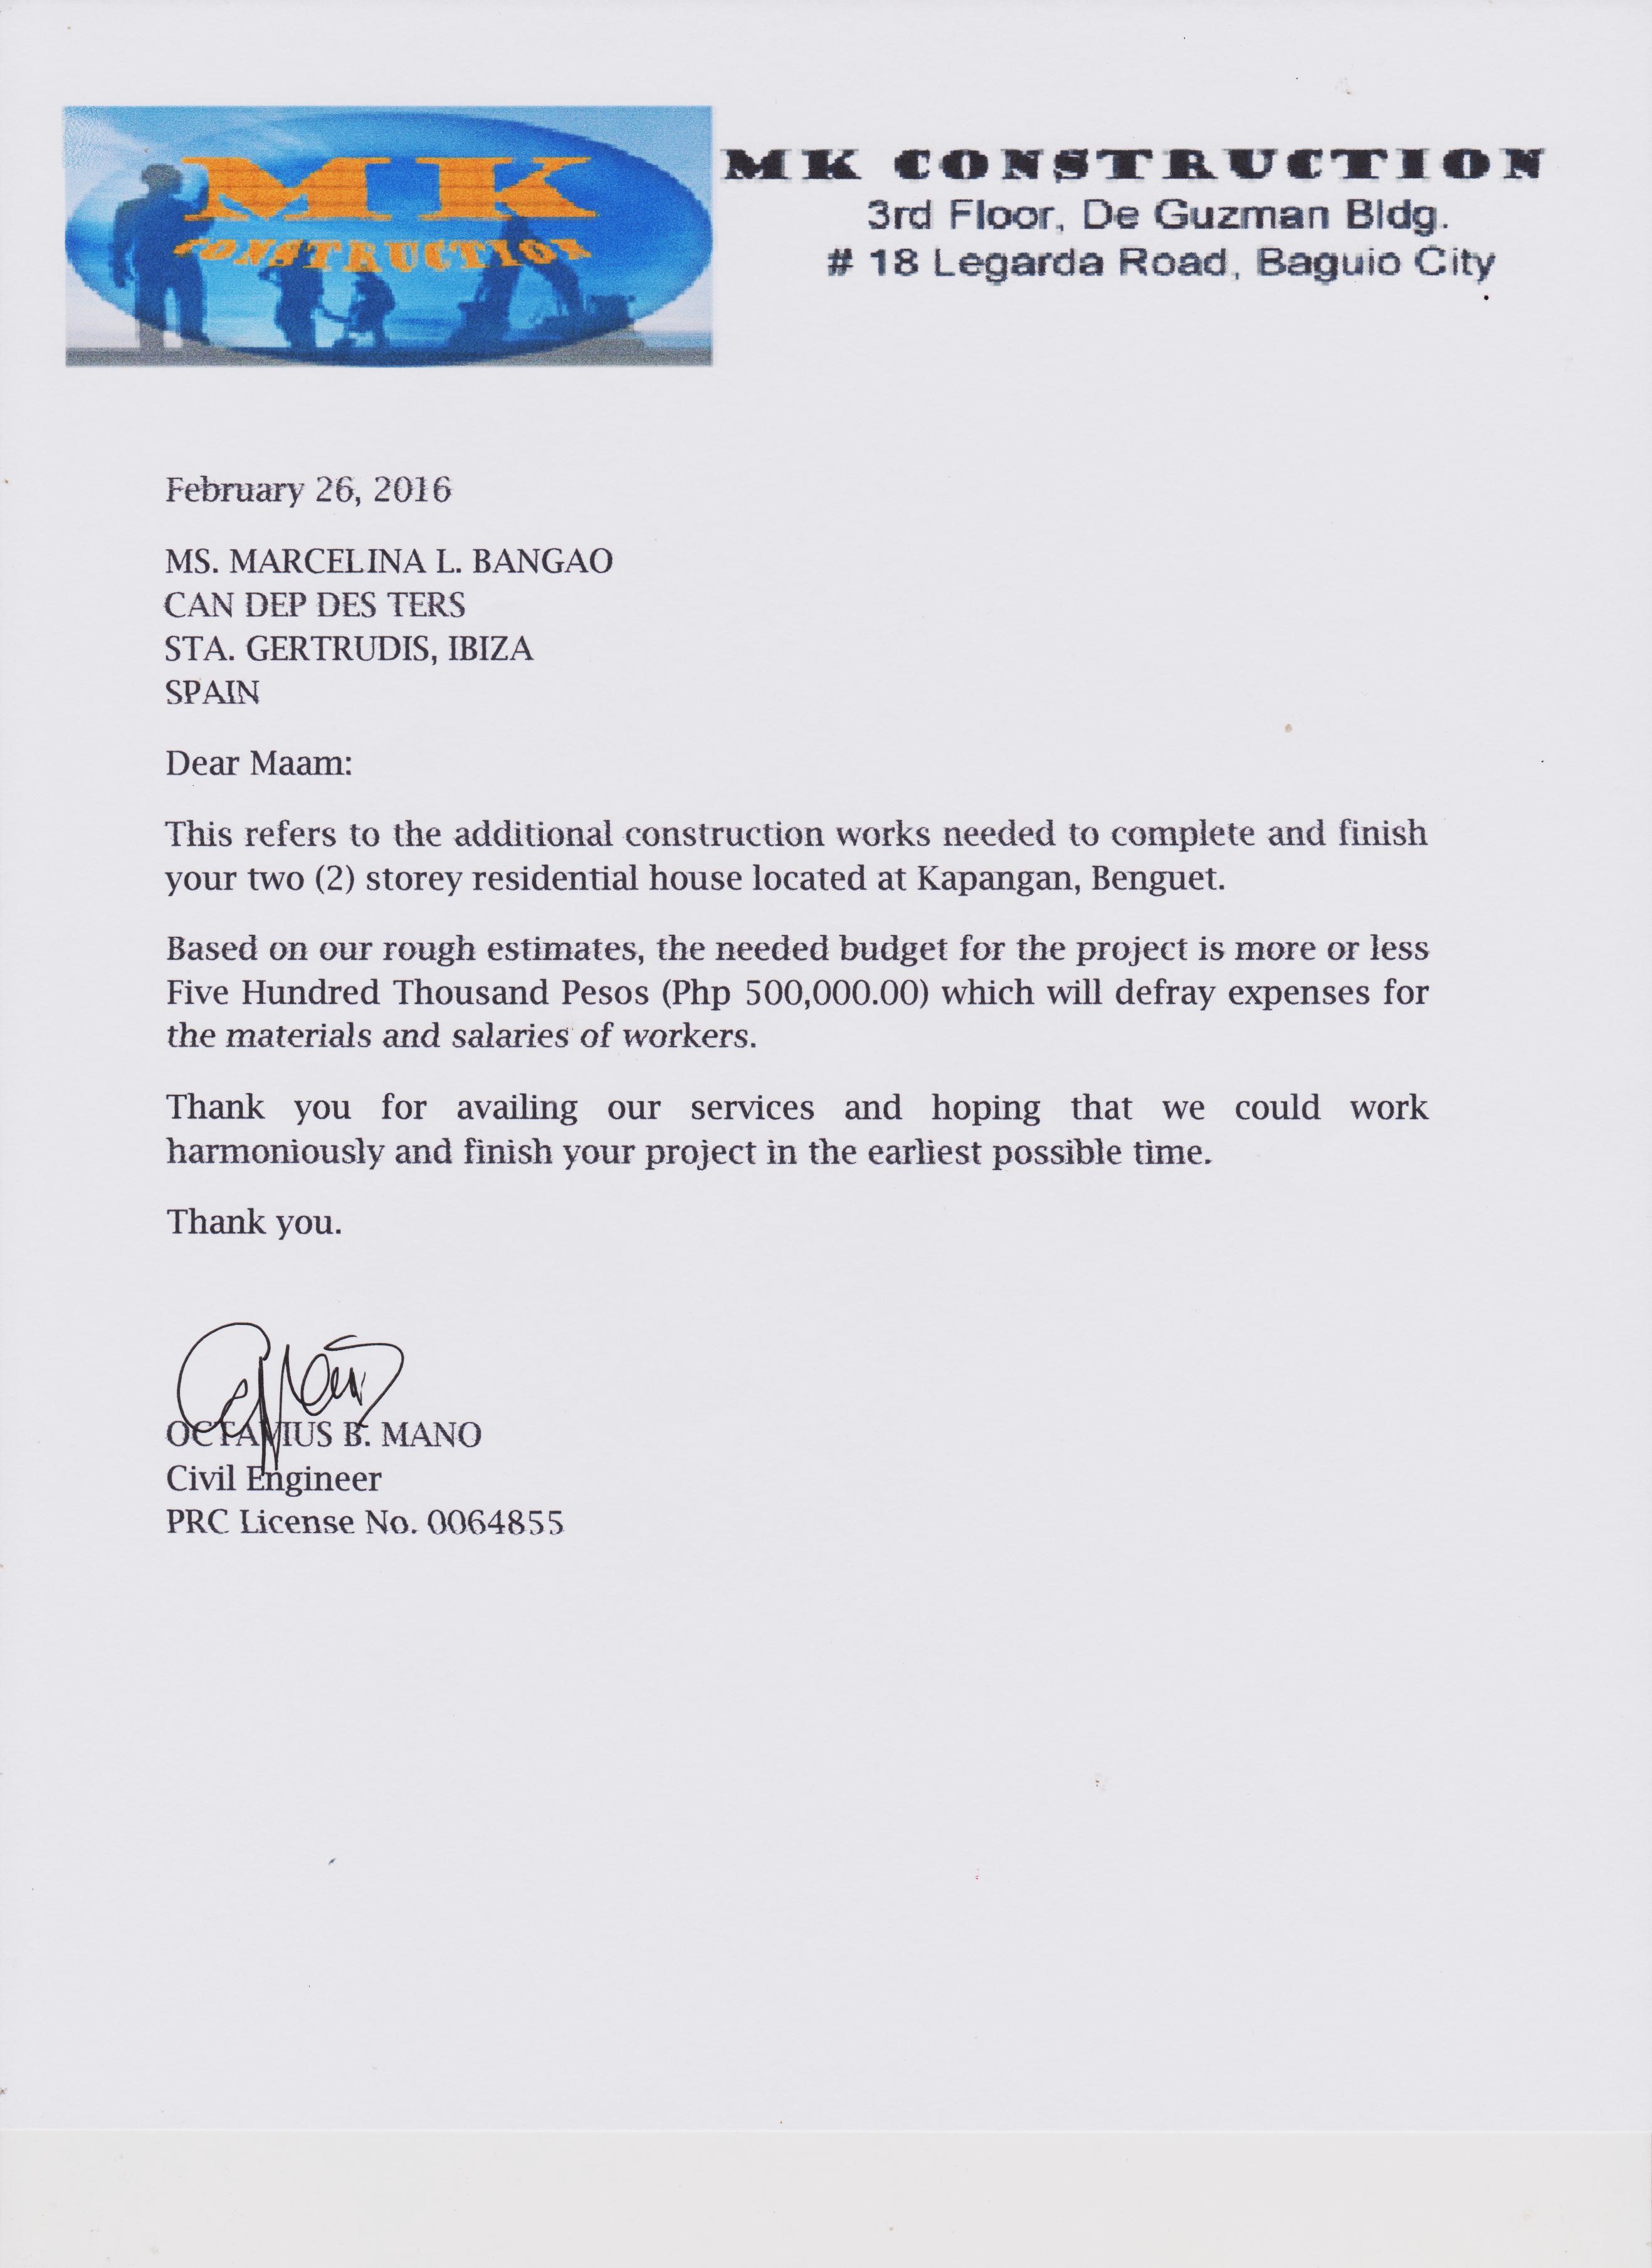 MK
CONSTRUCTION
MK CONSTRUCTION
3rd Floor, De Guzman Bldg.
# 18 Legarda Road, Baguio City
February 26, 2016
MS. MARCELINA L. BANGAO
CAN DEP DES TERS
STA. GERTRUDIS, IBIZA
SPAIN
Dear Maam:
This refers to the additional construction works needed to complete and finish
your two (2) storey residential house located at Kapangan, Benguet.
Based on our rough estimates, the needed budget for the project is more or less
Five Hundred Thousand Pesos (Php 500,000.00) which will defray expenses for
the materials and salaries of workers.
Thank you for availing our services and hoping that we could work
harmoniously and finish your project in the earliest possible time.
Thank you.
OCTAVIUS B. MANO
Civil Engineer
PRC License No. 0064855